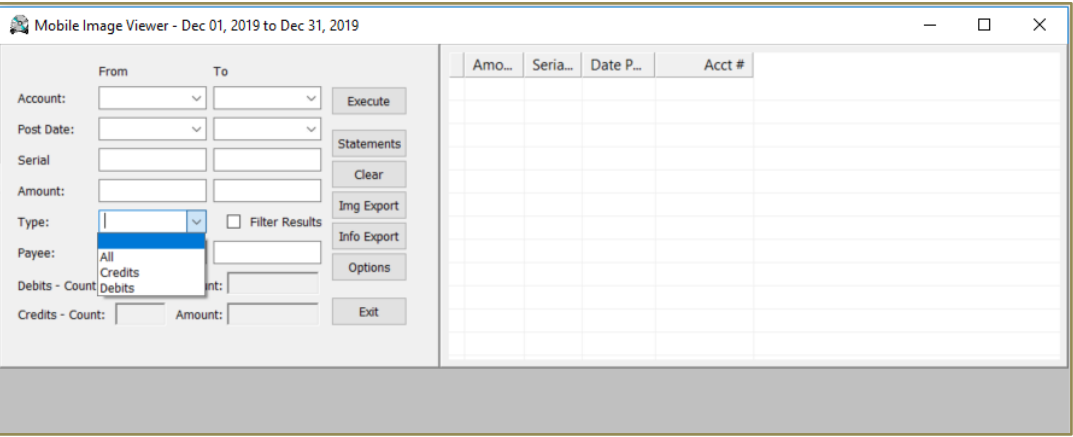 Mobile Image Viewer - Dec 01, 2019 to Dec 31, 2019
From To
Account: Execute
Post Date:
Statements
Serial
Clear
Amount:
Img Export
Type: Filter Results
Info Export
Payee:
All
Credits
Debits
Options
Debits - Count unt:
Credits - Count: Amount: Exit
Amo... Seria... Date P... Acct #